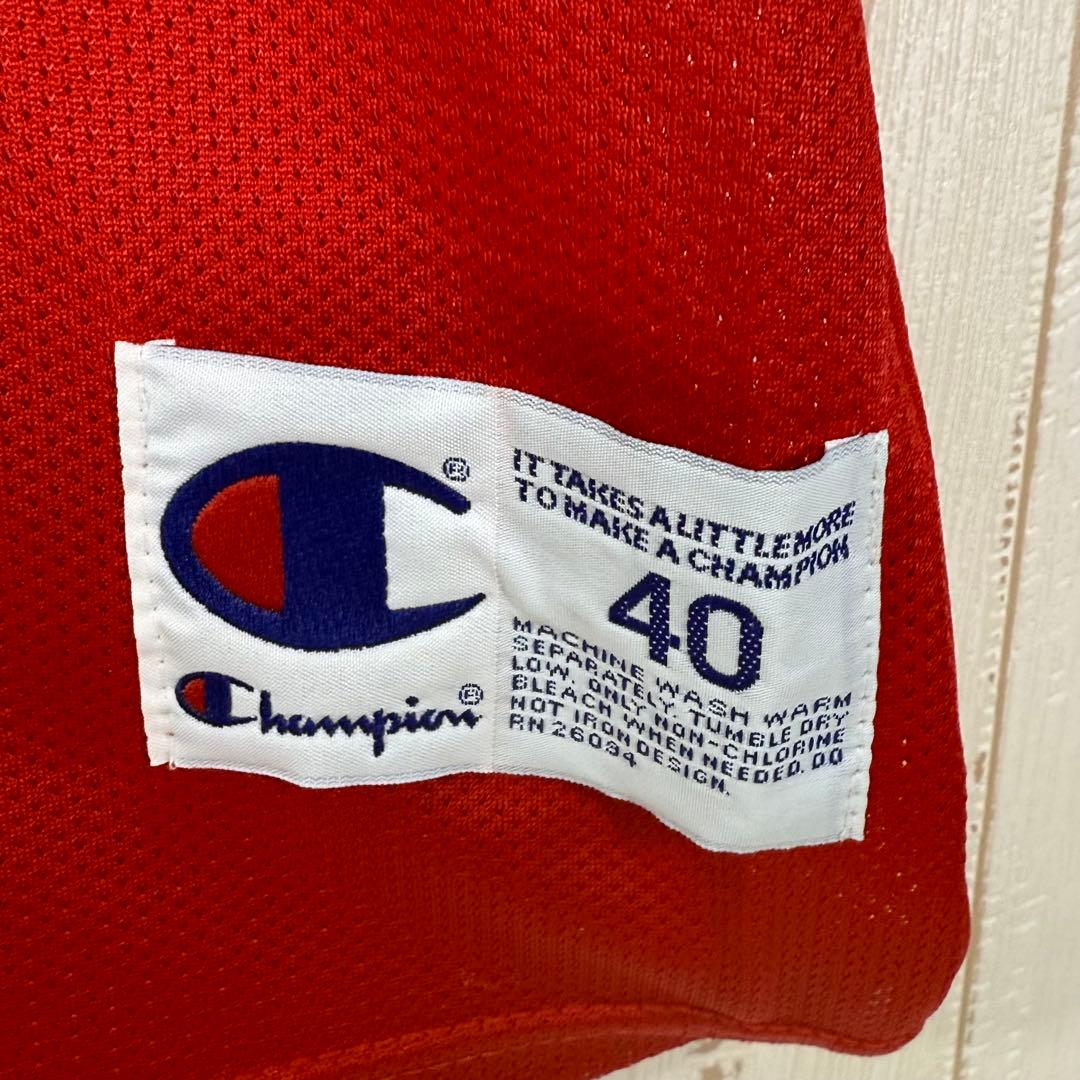 ®
Champion®
IT TAKES A LITTLE MORE
TO MAKE A CHAMPION
40
MACHINE WASH WARM
SEPARATELY TUMBLE DRY
LOW. ONLY NON-CHLORINE
BLEACH WHEN NEEDED. DO
NOT IRON DESIGN.
RN 26094